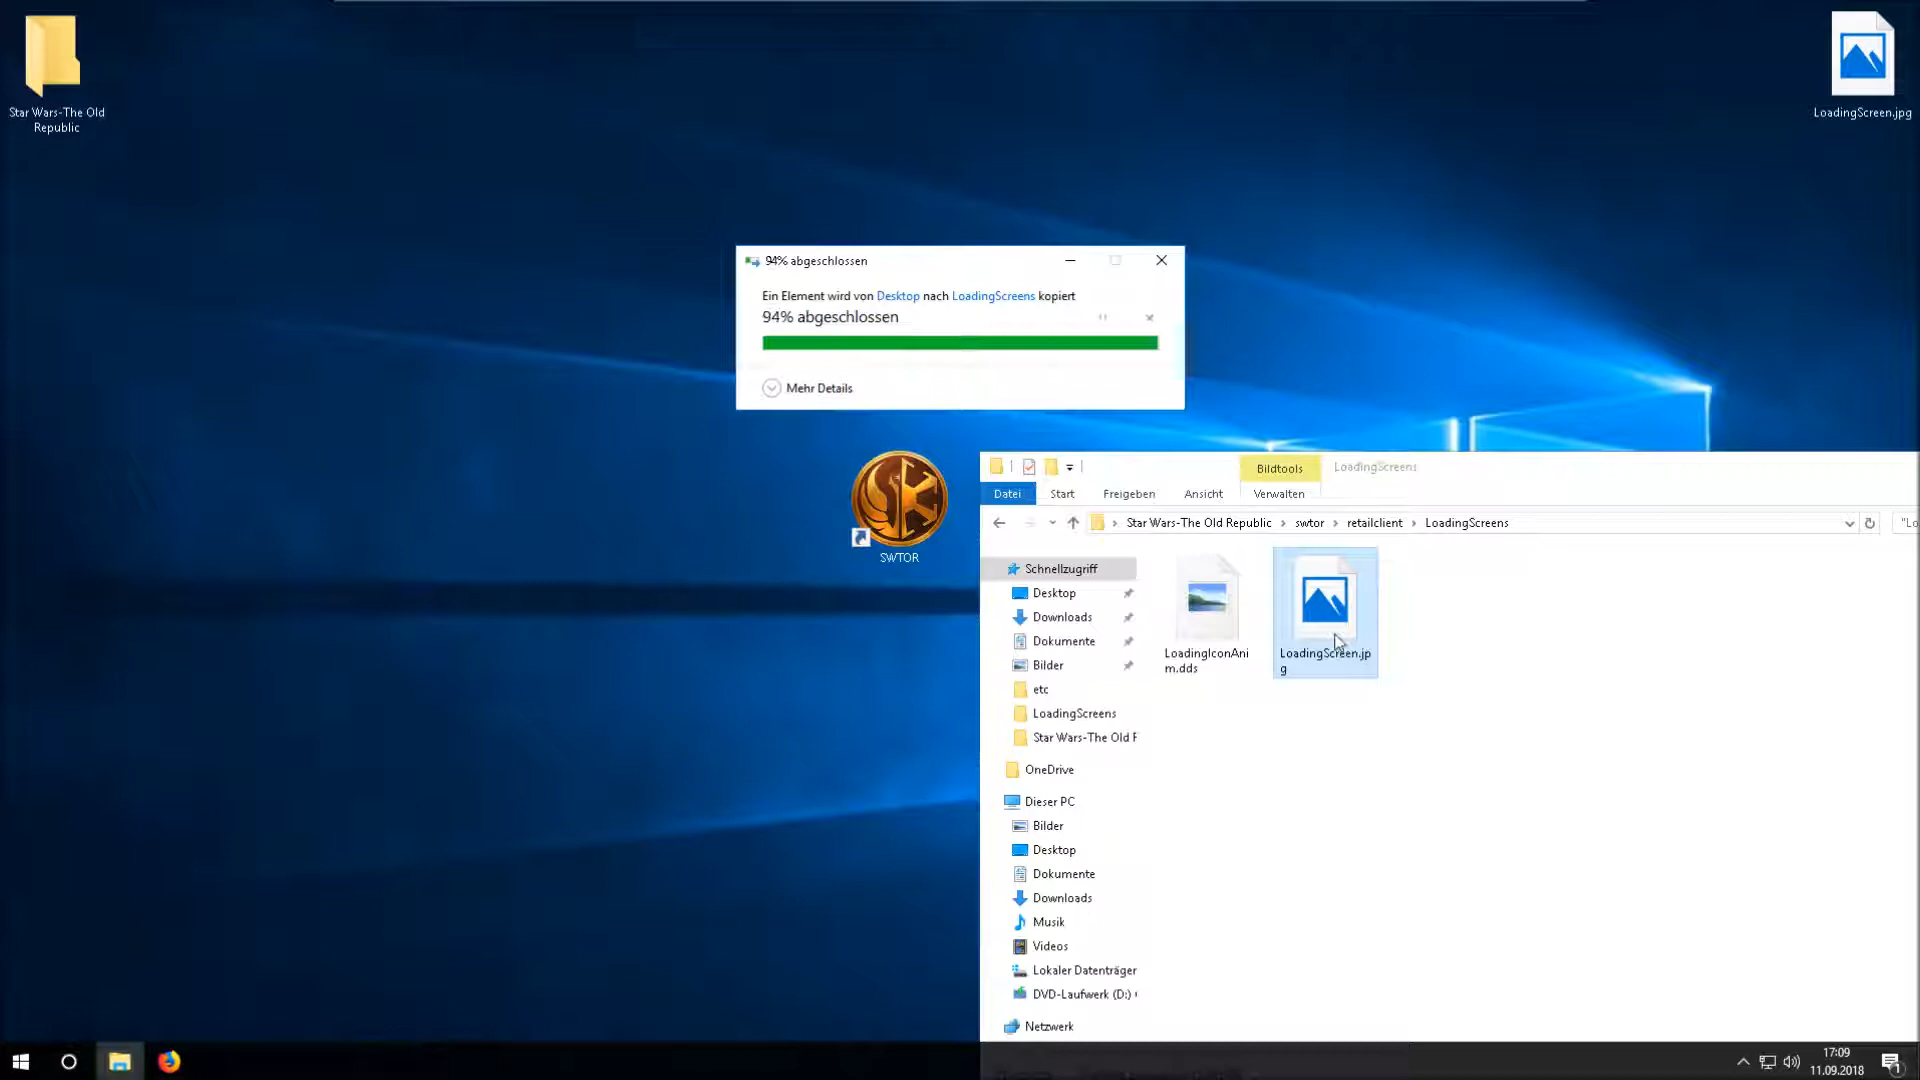 Star Wars-The Old
Republic
LoadingScreen.jpg
94% abgeschlossen
Ein Element wird von Desktop nach LoadingScreens kopiert
94% abgeschlossen
Mehr Details
SWTOR
Bildtools
LoadingScreens
Datei
Start
Freigeben
Ansicht
Verwalten
Star Wars-The Old Republic › swtor › retailclient › LoadingScreens
"Lo
Schnellzugriff
Desktop
Downloads
Dokumente
Bilder
etc
LoadingScreens
Star Wars-The Old F
OneDrive
Dieser PC
Bilder
Desktop
Dokumente
Downloads
Musik
Videos
Lokaler Datenträger
DVD-Laufwerk (D:)
Netzwerk
LoadingIconAni
m.dds
LoadingScreen.jp
g
17:09
11.09.2018
1